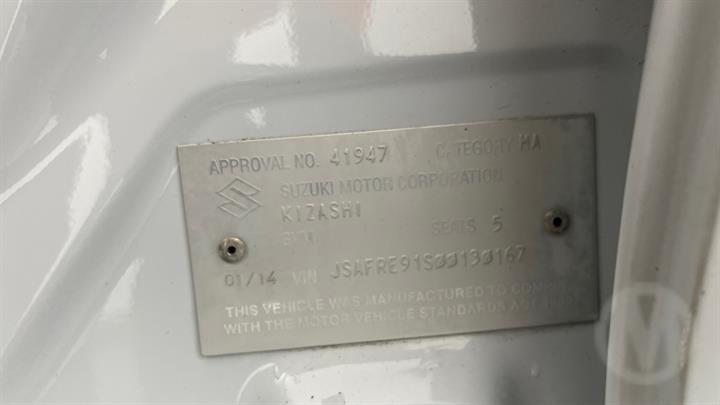 APPROVAL NO. 41947 CATEGORY MA
SUZUKI MOTOR CORPORATION
KIZASHI
SEATS 5
01/14 VIN JSAFRE91S00130167
THIS VEHICLE WAS MANUFACTURED TO COMPLY
WITH THE MOTOR VEHICLE STANDARDS ACT 1989
M